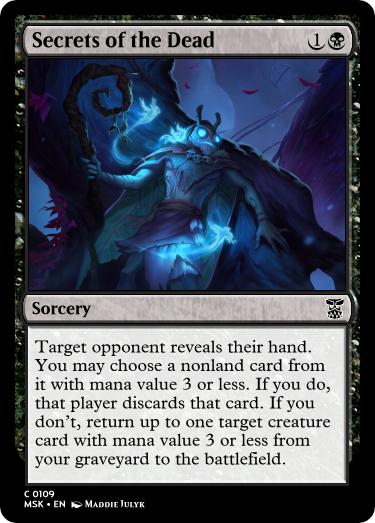 Secrets of the Dead 1
Sorcery
Target opponent reveals their hand.
You may choose a nonland card from
it with mana value 3 or less. If you do,
that player discards that card. If you
don't, return up to one target creature
card with mana value 3 or less from
your graveyard to the battlefield.
C 0109
MSK • EN Maddie Julyk